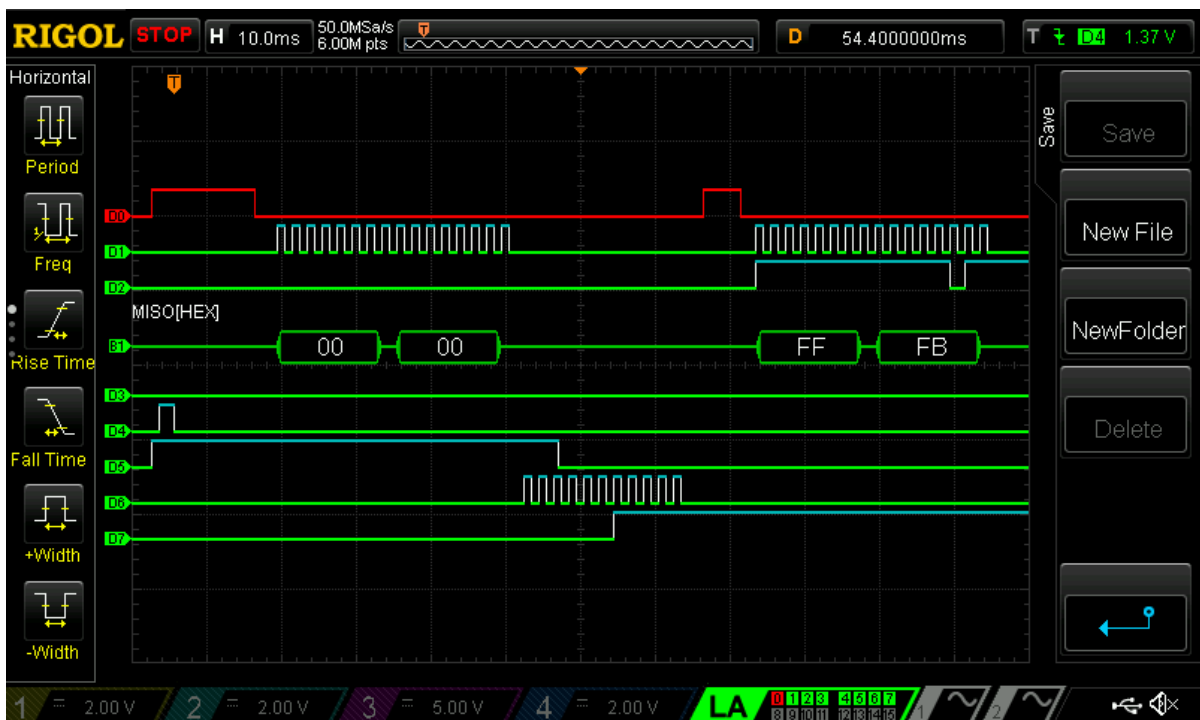 RIGOL STOP H 10.0ms 50.0MSa/s 6.00M pts D 54.4000000ms T D4 1.37 V
T
Horizontal
T
Period
Freq
Rise Time
Fall Time
+Width
-Width
D0
D1
D2
MISO[HEX]
B1 00 00 FF FB
D3
D4
D5
D6
D7
Save
Save
New File
NewFolder
Delete
1 2.00 V 2 2.00 V 3 5.00 V 4 2.00 V LA 0 1 2 3 4 5 6 7 1 2
8 9 10 11 12 13 14 15